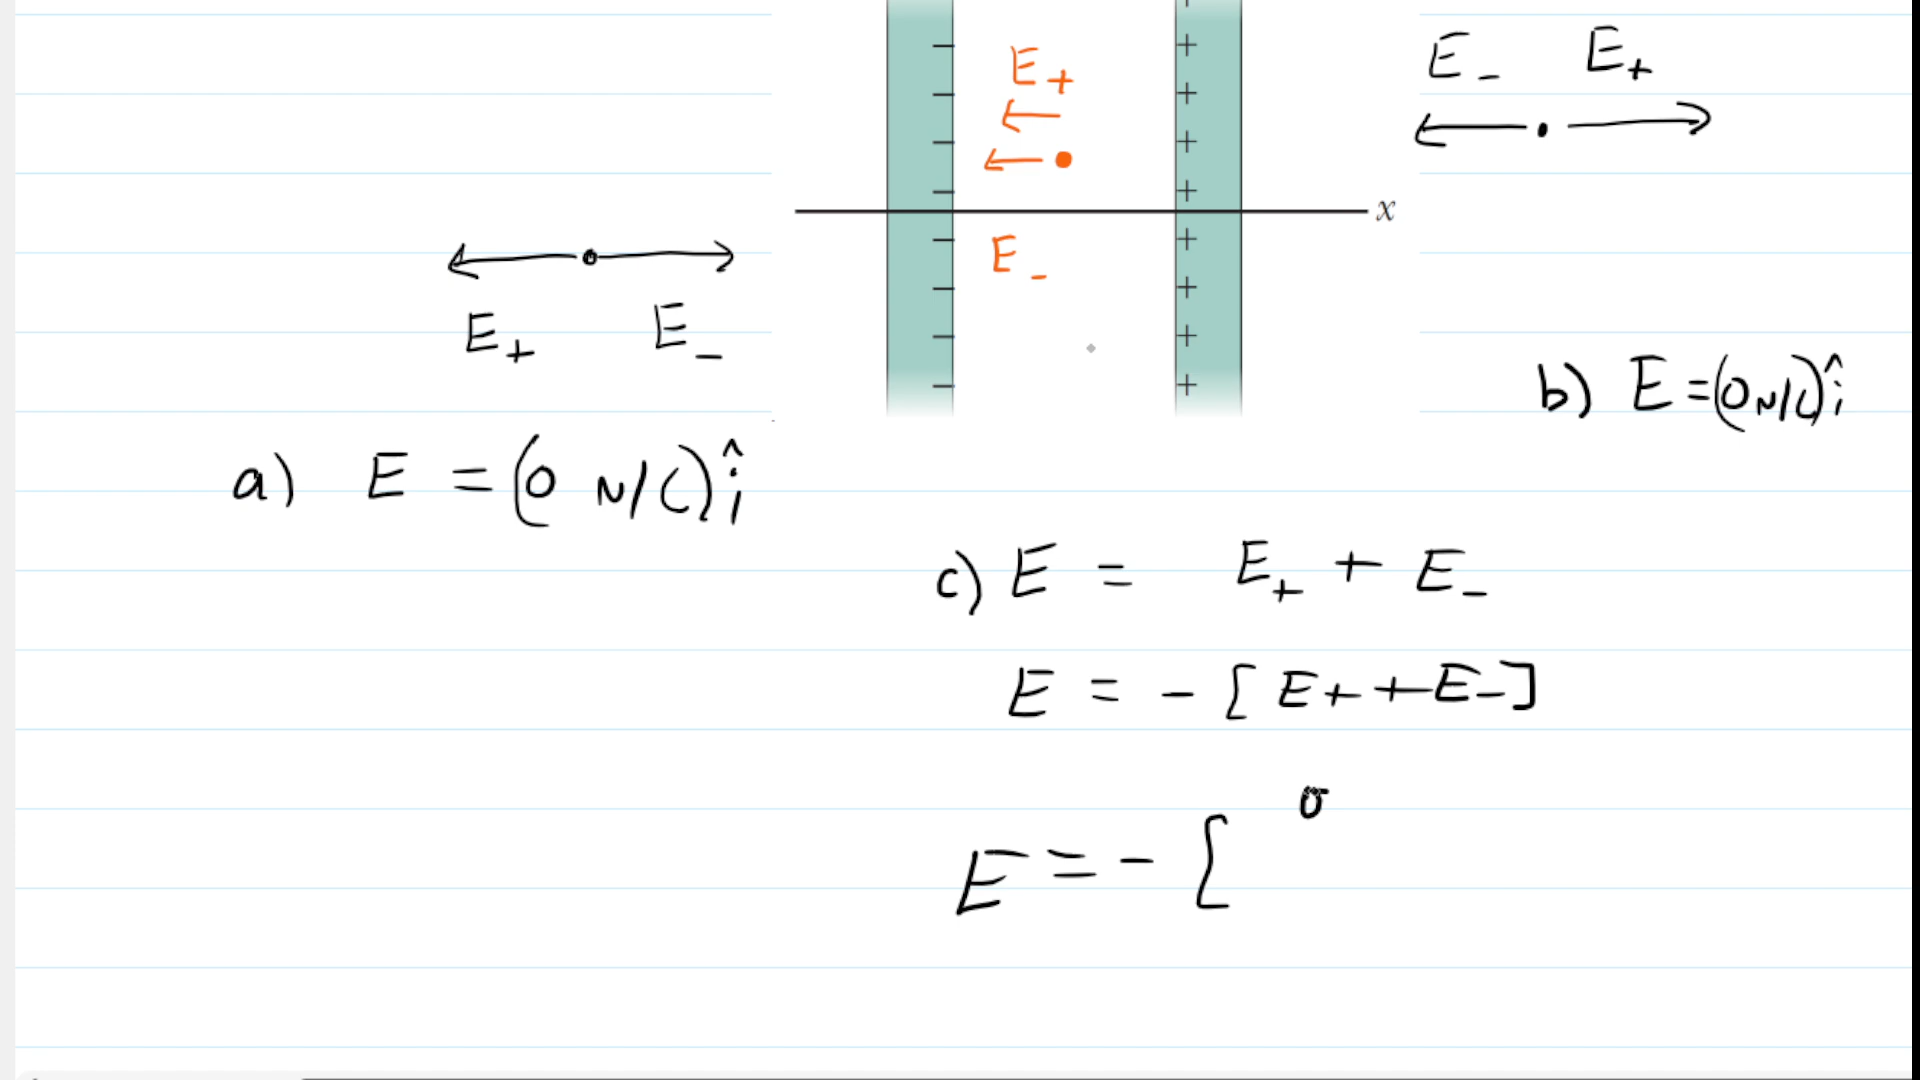 E₊
E₋ E₊
x
E₋
E₊ E₋
b) E = (0 N/C) î
a) E = (0 N/C) î
c) E = E₊ + E₋
E = - [ E₊ + E₋ ]
E = - [ σ